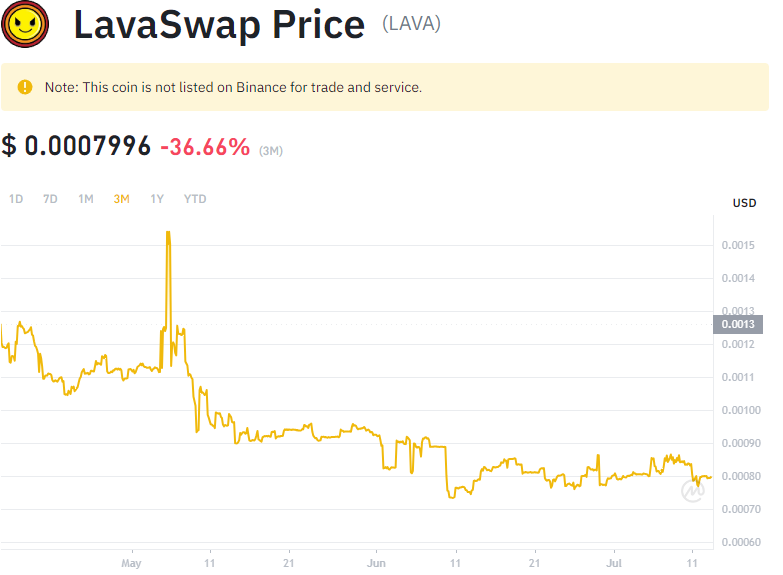 LavaSwap Price (LAVA)
Note: This coin is not listed on Binance for trade and service.
$ 0.0007996 -36.66% (3M)
1D 7D 1M 3M 1Y YTD
USD
0.0015
0.0014
0.0013
0.0013
0.0012
0.0011
0.00100
0.00090
0.00080
0.00070
0.00060
May 11 21 Jun 11 21 Jul 11